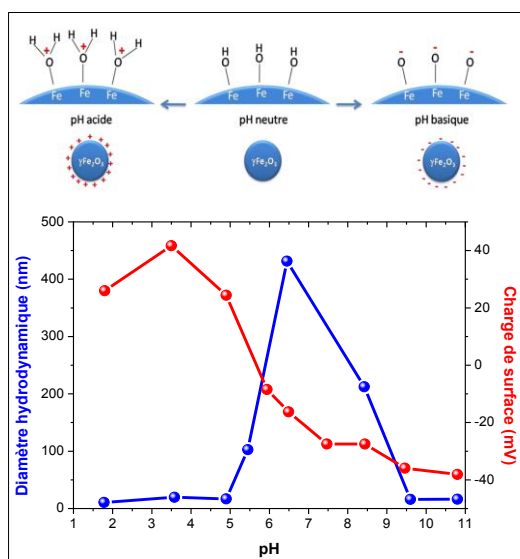 H H H H H H
+ + +
O O O
Fe Fe Fe
pH acide
H H H
O O O
Fe Fe Fe
pH neutre
- - -
O O O
Fe Fe Fe
pH basique
γFe₂O₃
γFe₂O₃
500
400
300
200
100
0
Diamètre hydrodynamique (nm)
40
20
0
-20
-40
Charge de surface (mV)
1 2 3 4 5 6 7 8 9 10 11
pH